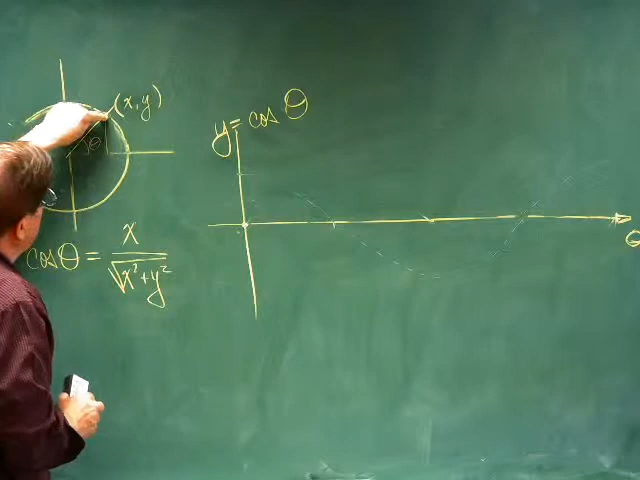 (x,y)
θ
cos θ = x / √x²+y²
y = cos θ
θ